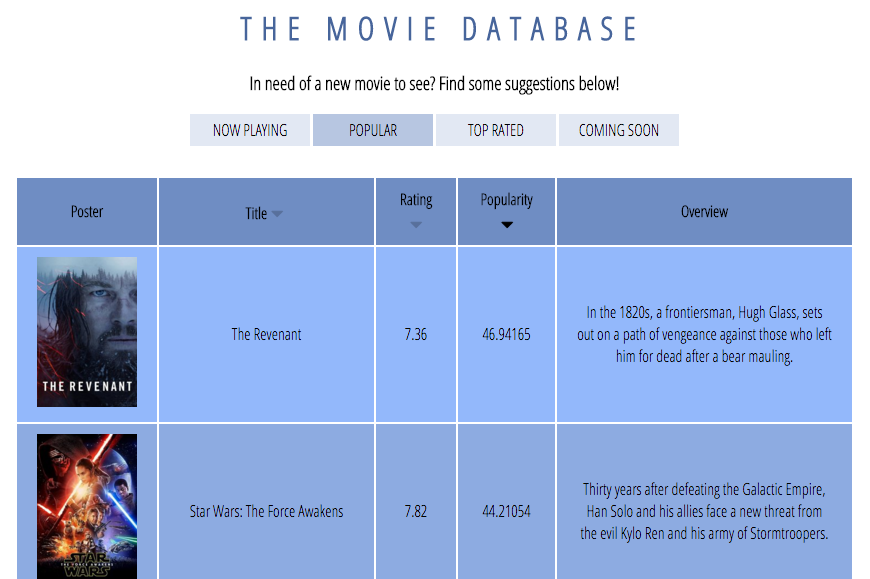 THE MOVIE DATABASE
In need of a new movie to see? Find some suggestions below!
NOW PLAYING
POPULAR
TOP RATED
COMING SOON
Poster
Title
Rating
Popularity
Overview
THE REVENANT
The Revenant
7.36
46.94165
In the 1820s, a frontiersman, Hugh Glass, sets
out on a path of vengeance against those who left
him for dead after a bear mauling.
STAR
THE FORCE AWAKENS
WARS
Star Wars: The Force Awakens
7.82
44.21054
Thirty years after defeating the Galactic Empire,
Han Solo and his allies face a new threat from
the evil Kylo Ren and his army of Stormtroopers.